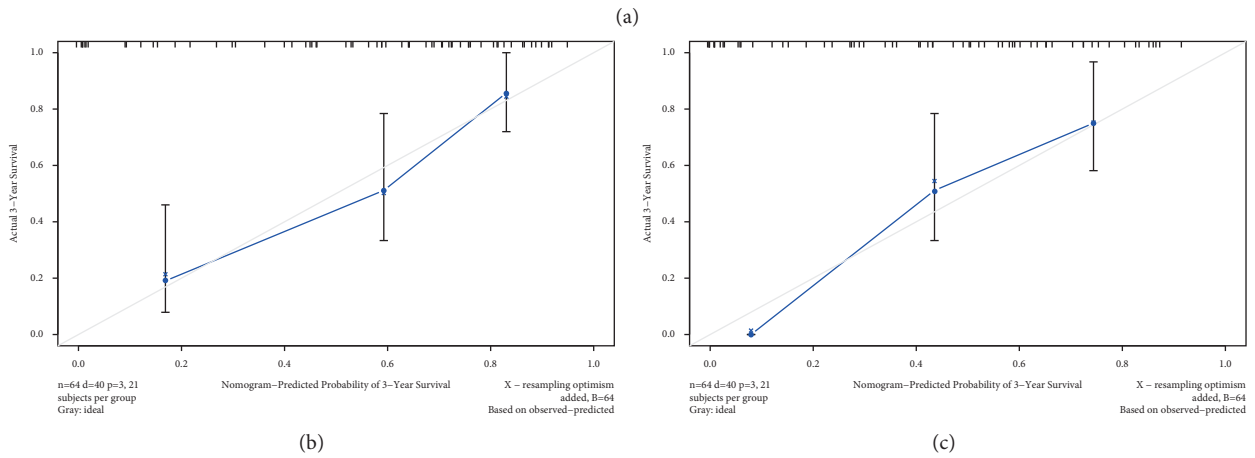 (a)
1.0
0.8
0.6
0.4
0.2
0.0
Actual 3−Year Survival
0.0 0.2 0.4 0.6 0.8 1.0
n=64 d=40 p=3, 21
subjects per group
Gray: ideal
Nomogram−Predicted Probability of 3−Year Survival
X − resampling optimism
added, B=64
Based on observed−predicted
(b)
1.0
0.8
0.6
0.4
0.2
0.0
Actual 3−Year Survival
0.0 0.2 0.4 0.6 0.8 1.0
n=64 d=40 p=3, 21
subjects per group
Gray: ideal
Nomogram−Predicted Probability of 3−Year Survival
X − resampling optimism
added, B=64
Based on observed−predicted
(c)